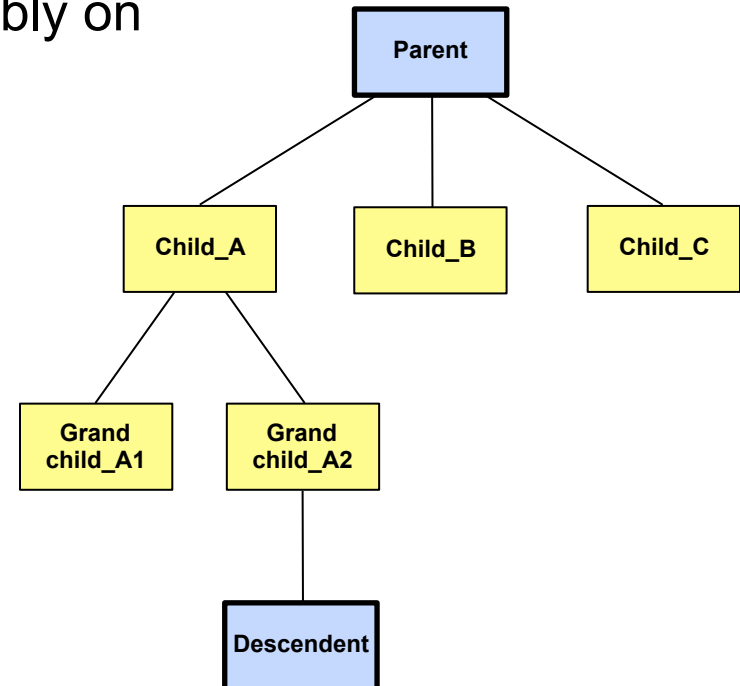 bly on
Parent
Child_A
Child_B
Child_C
Grand
child_A1
Grand
child_A2
Descendent